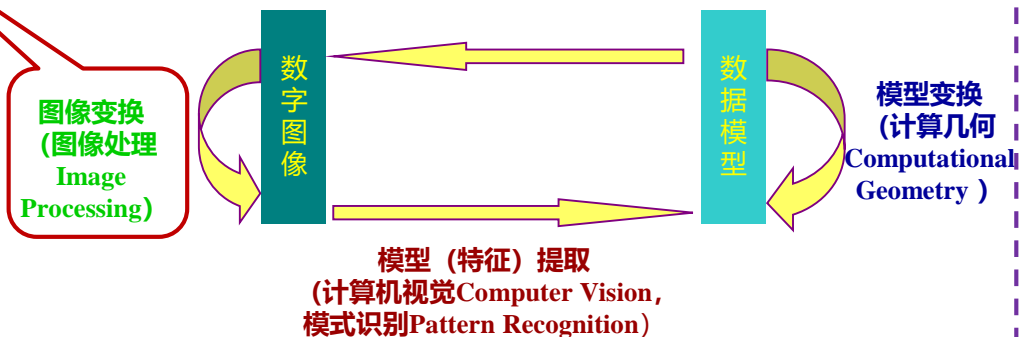 图像变换
(图像处理
Image
Processing)
数字图像
数据模型
模型变换
(计算几何
Computational
Geometry )
模型 (特征) 提取
(计算机视觉Computer Vision,
模式识别Pattern Recognition)